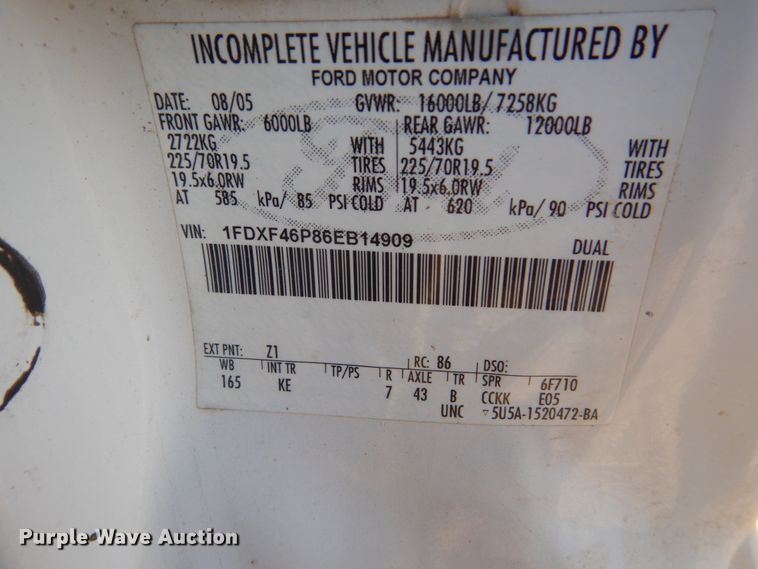 INCOMPLETE VEHICLE MANUFACTURED BY
FORD MOTOR COMPANY
DATE: 08/05 GVWR: 16000LB/ 7258KG
FRONT GAWR: 6000LB REAR GAWR: 12000LB
2722KG WITH 5443KG WITH
225/70R19.5 TIRES 225/70R19.5 TIRES
19.5x6.0RW RIMS 19.5x6.0RW RIMS
AT 585 kPa/ 85 PSI COLD AT 620 kPa/ 90 PSI COLD
VIN: 1FDXF46P86EB14909 DUAL
EXT PNT: Z1 RC: 86 DSO:
WB INT TR TP/PS R AXLE TR SPR 6F710
165 KE 7 43 B CCKK E05
UNC 5U5A-1520472-BA
Purple Wave Auction